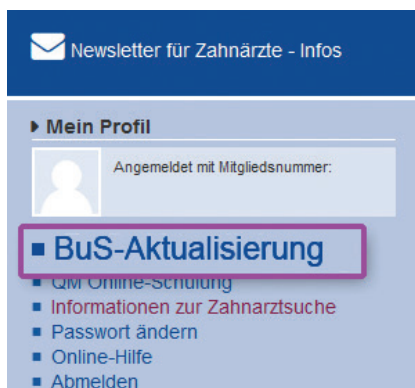 Newsletter für Zahnärzte - Infos
Mein Profil
Angemeldet mit Mitgliedsnummer:
BuS-Aktualisierung
QM Online-Schulung
Informationen zur Zahnarztsuche
Passwort ändern
Online-Hilfe
Abmelden